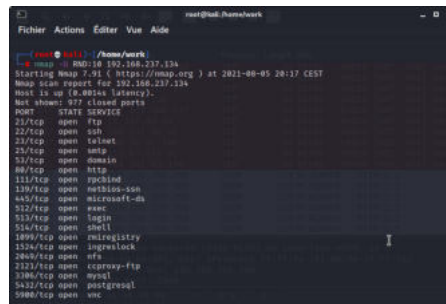 root@kali: /home/work
Fichier Actions Éditer Vue Aide
(root💀kali)-[/home/work]
# nmap -D RND:10 192.168.237.134
Starting Nmap 7.91 ( https://nmap.org ) at 2021-08-05 20:17 CEST
Nmap scan report for 192.168.237.134
Host is up (0.0014s latency).
Not shown: 977 closed ports
PORT STATE SERVICE
21/tcp open ftp
22/tcp open ssh
23/tcp open telnet
25/tcp open smtp
53/tcp open domain
80/tcp open http
111/tcp open rpcbind
139/tcp open netbios-ssn
445/tcp open microsoft-ds
512/tcp open exec
513/tcp open login
514/tcp open shell
1099/tcp open rmiregistry
1524/tcp open ingreslock
2049/tcp open nfs
2121/tcp open ccproxy-ftp
3306/tcp open mysql
5432/tcp open postgresql
5900/tcp open vnc